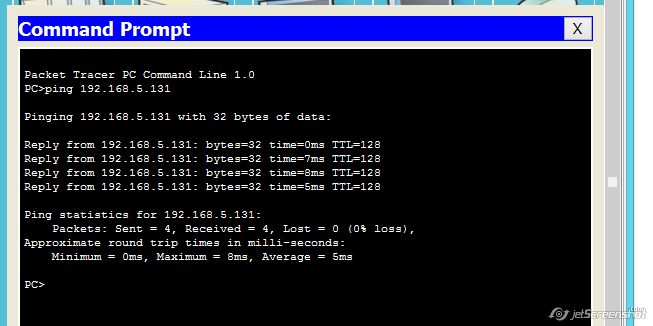 Command Prompt
X
Packet Tracer PC Command Line 1.0
PC>ping 192.168.5.131
Pinging 192.168.5.131 with 32 bytes of data:
Reply from 192.168.5.131: bytes=32 time=0ms TTL=128
Reply from 192.168.5.131: bytes=32 time=7ms TTL=128
Reply from 192.168.5.131: bytes=32 time=8ms TTL=128
Reply from 192.168.5.131: bytes=32 time=5ms TTL=128
Ping statistics for 192.168.5.131:
Packets: Sent = 4, Received = 4, Lost = 0 (0% loss),
Approximate round trip times in milli-seconds:
Minimum = 0ms, Maximum = 8ms, Average = 5ms
PC>
jetScreenshot